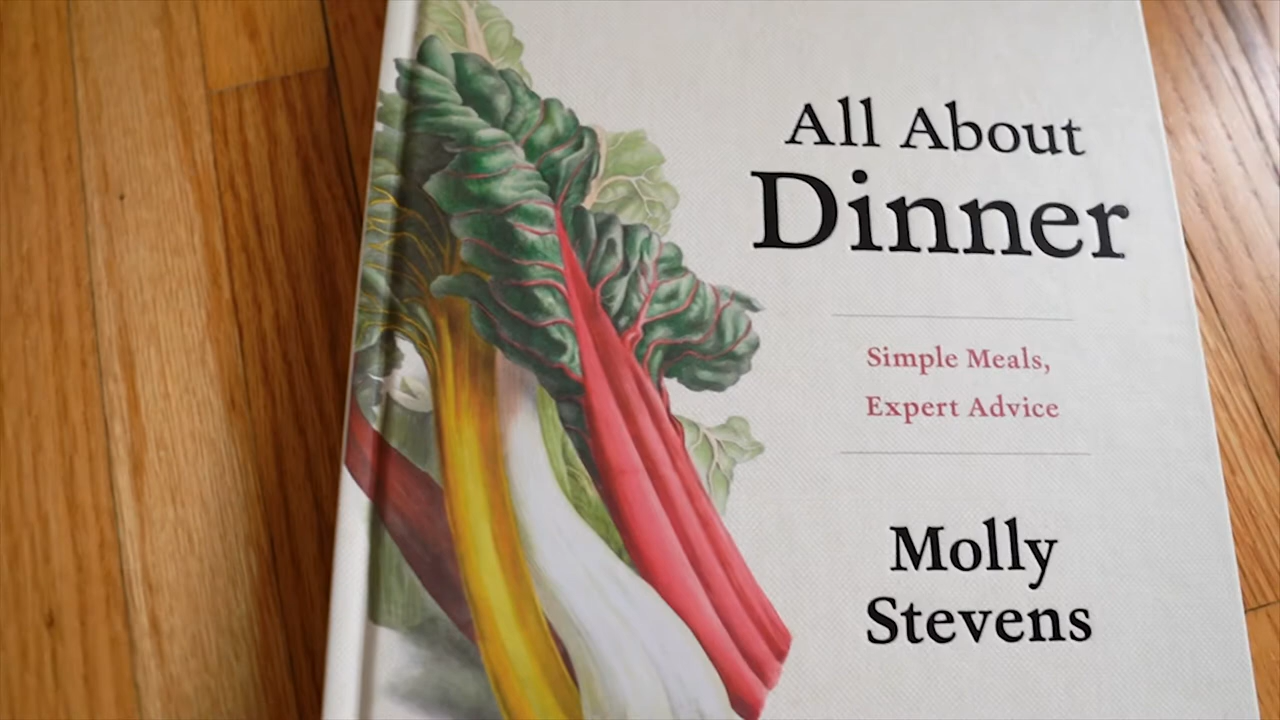 All About
Dinner
Simple Meals,
Expert Advice
Molly
Stevens